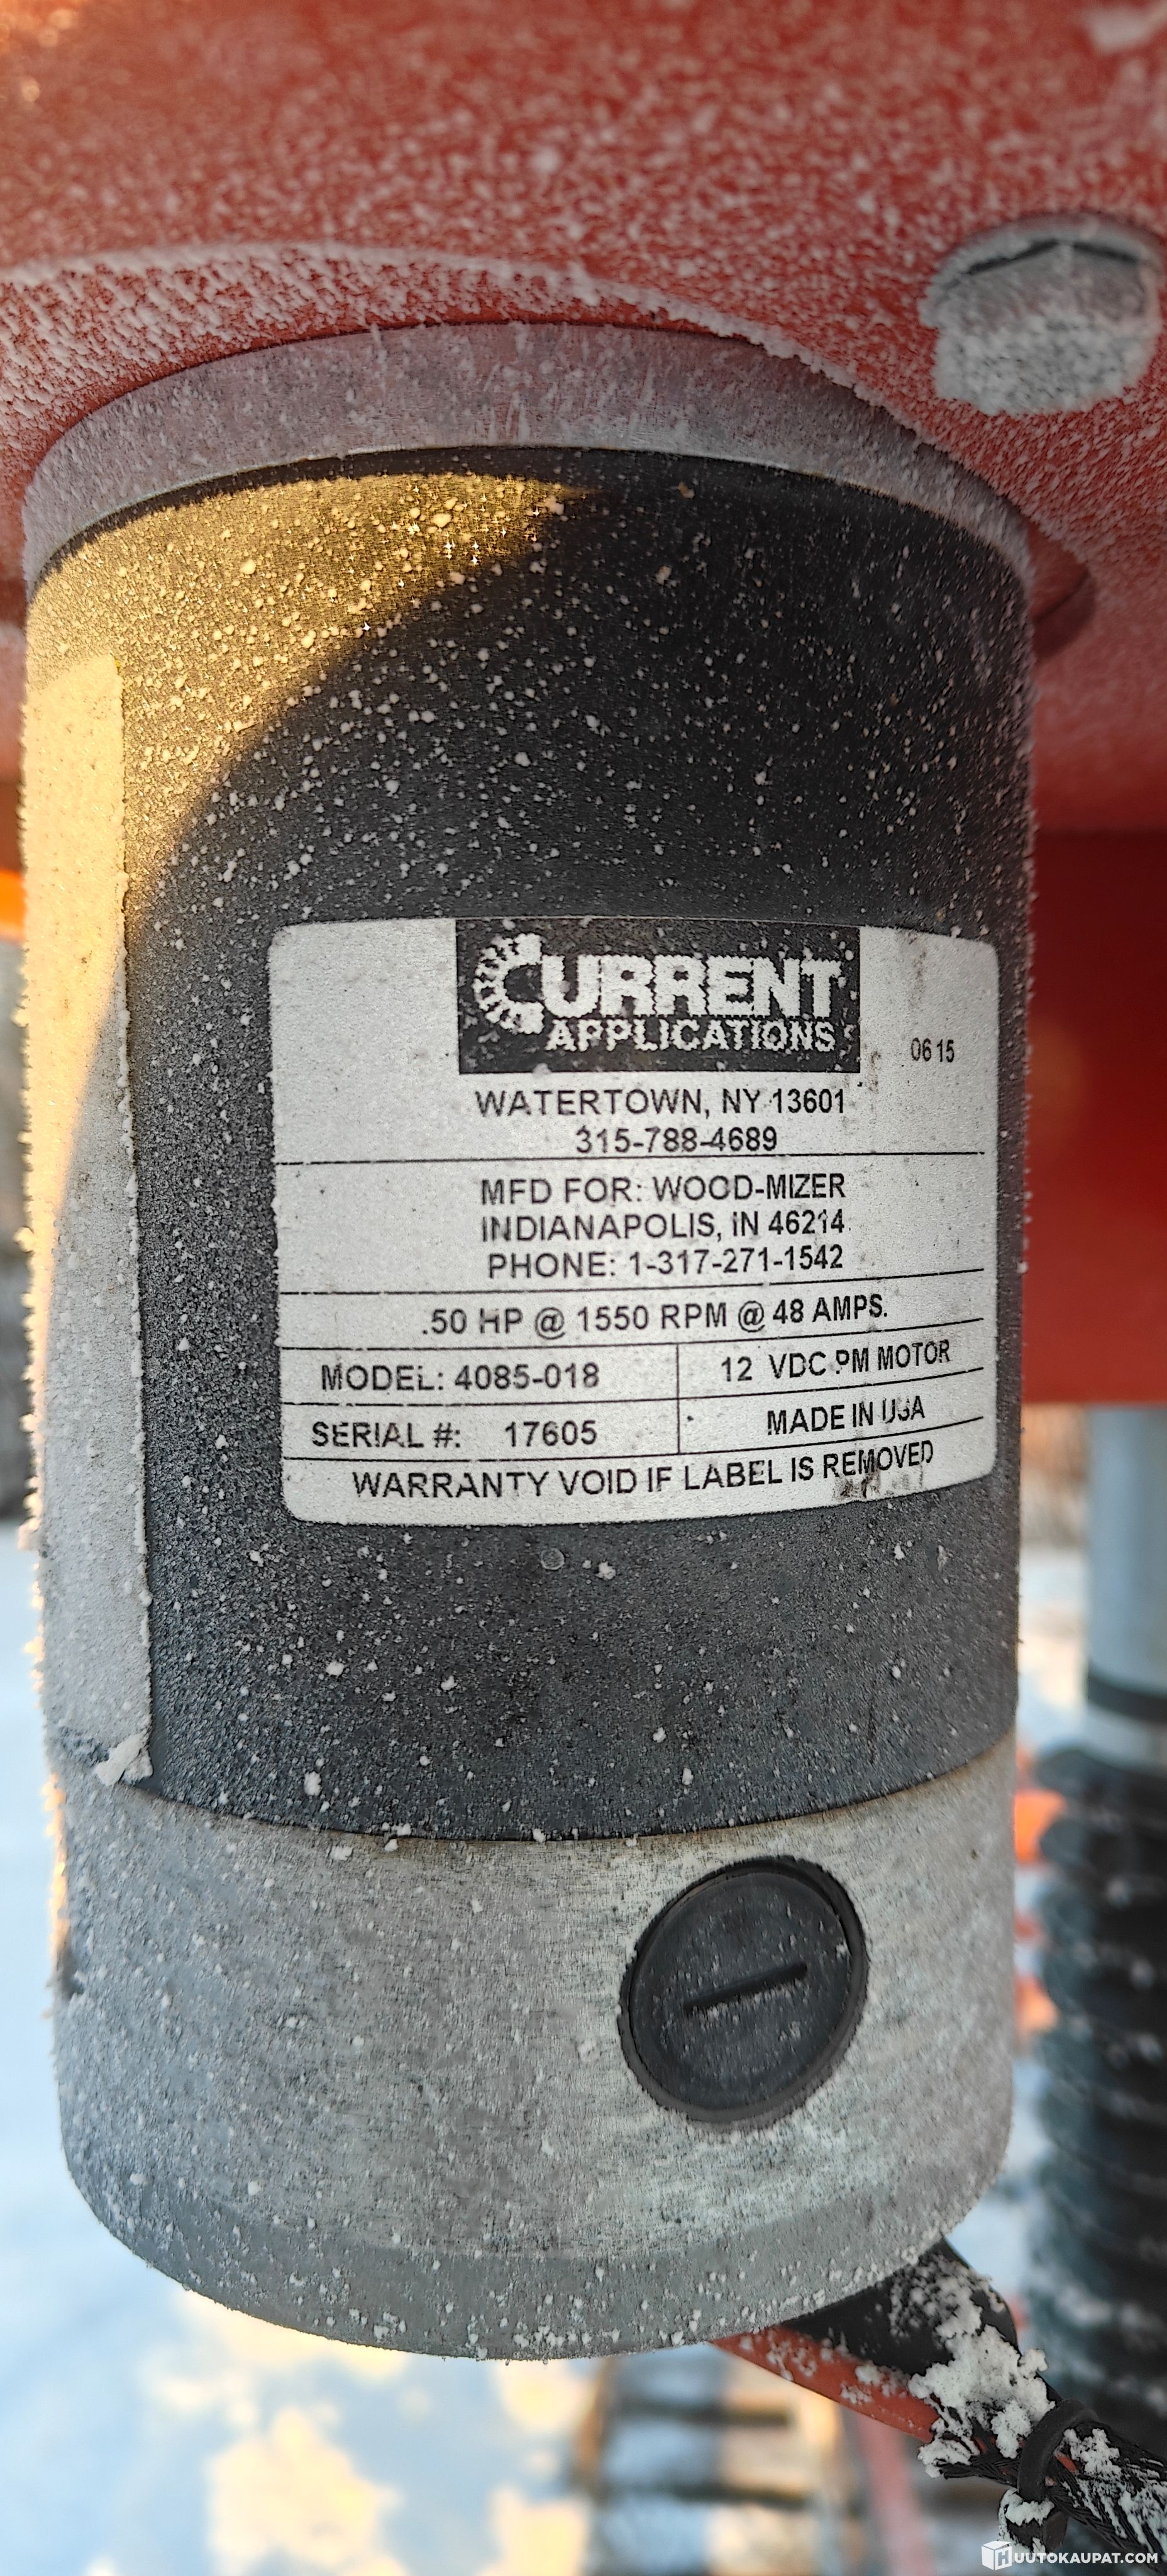 CURRENT
APPLICATIONS
0615
WATERTOWN, NY 13601
315-788-4689
MFD FOR: WOOD-MIZER
INDIANAPOLIS, IN 46214
PHONE: 1-317-271-1542
.50 HP @ 1550 RPM @ 48 AMPS.
MODEL: 4085-018
12 VDC PM MOTOR
SERIAL #: 17605
MADE IN USA
WARRANTY VOID IF LABEL IS REMOVED
HUUTOKAUPAT.COM